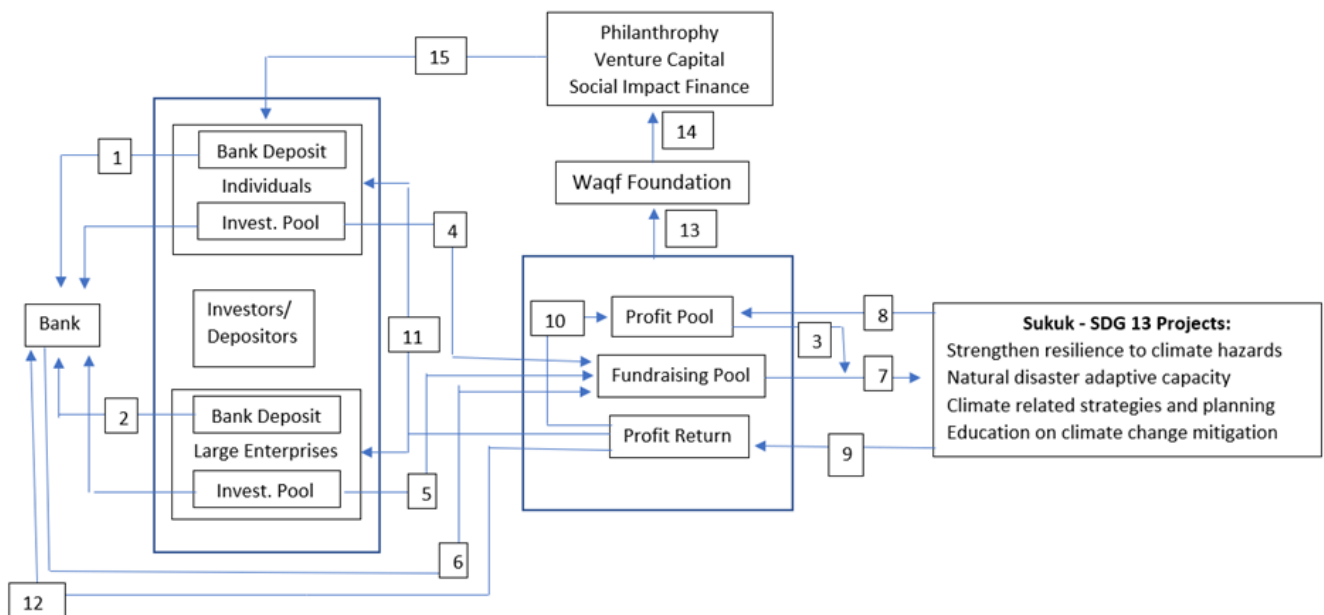 Philanthrophy
Venture Capital
Social Impact Finance
15
14
1
Bank Deposit
Individuals
Invest. Pool
4
Waqf Foundation
13
Bank
Investors/
Depositors
11
10
Profit Pool
3
8
Fundraising Pool
7
Profit Return
9
Sukuk - SDG 13 Projects:
Strengthen resilience to climate hazards
Natural disaster adaptive capacity
Climate related strategies and planning
Education on climate change mitigation
2
Bank Deposit
Large Enterprises
Invest. Pool
5
6
12